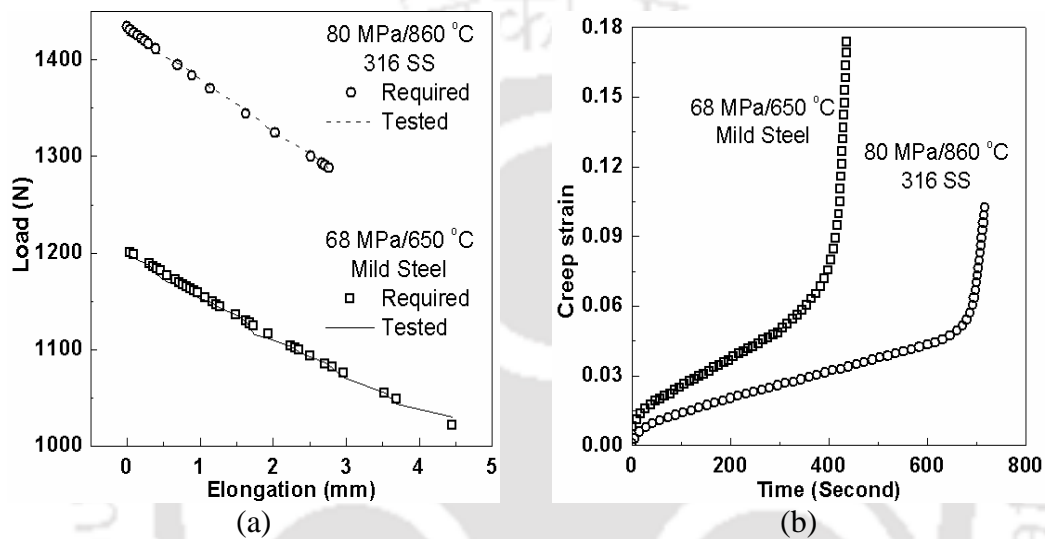 1400
1300
1200
1100
1000
Load (N)
80 MPa/860 °C
316 SS
Required
Tested
68 MPa/650 °C
Mild Steel
Required
Tested
0 1 2 3 4 5
Elongation (mm)
(a)
0.18
0.15
0.12
0.09
0.06
0.03
0.00
Creep strain
68 MPa/650 °C
Mild Steel
80 MPa/860 °C
316 SS
0 200 400 600 800
Time (Second)
(b)